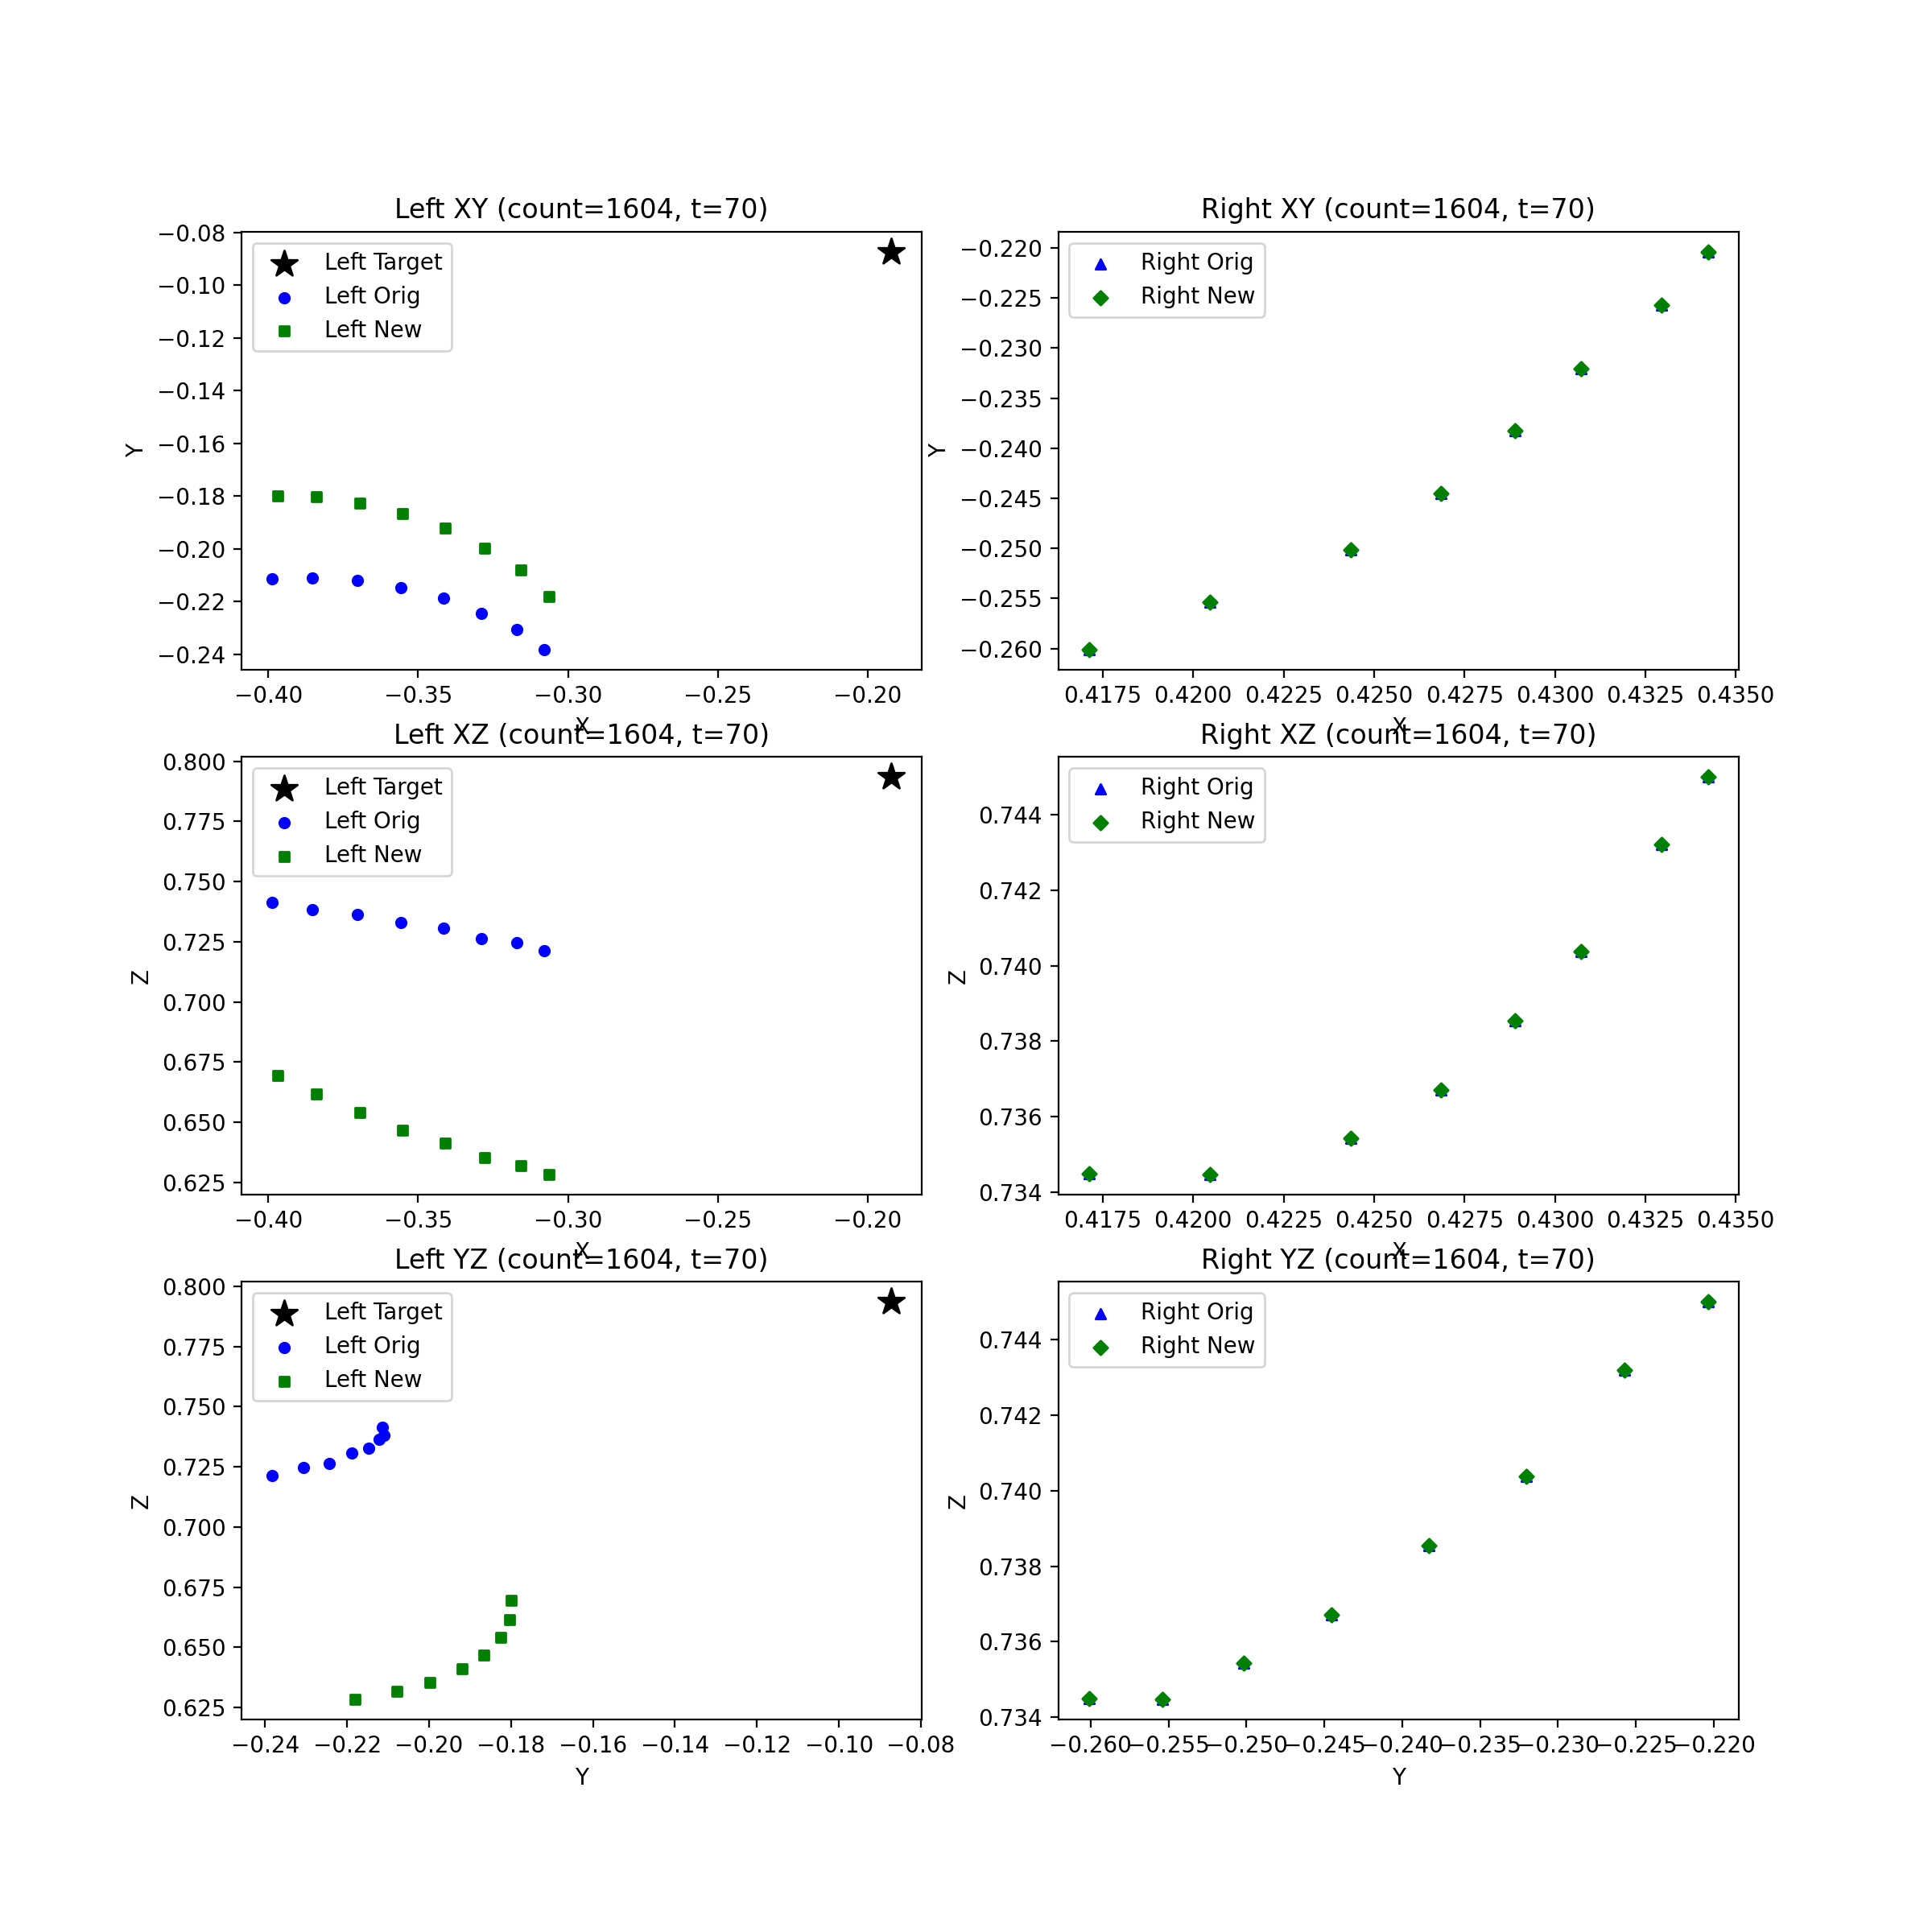 Left XY (count=1604, t=70)
−0.08
−0.10
−0.12
−0.14
−0.16
−0.18
−0.20
−0.22
−0.24
Y
Left Target
Left Orig
Left New
−0.40 −0.35 −0.30 −0.25 −0.20
X
Right XY (count=1604, t=70)
−0.220
−0.225
−0.230
−0.235
−0.240
−0.245
−0.250
−0.255
−0.260
Y
Right Orig
Right New
0.4175 0.4200 0.4225 0.4250 0.4275 0.4300 0.4325 0.4350
X
Left XZ (count=1604, t=70)
0.800
0.775
0.750
0.725
0.700
0.675
0.650
0.625
Z
Left Target
Left Orig
Left New
−0.40 −0.35 −0.30 −0.25 −0.20
X
Right XZ (count=1604, t=70)
0.744
0.742
0.740
0.738
0.736
0.734
Z
Right Orig
Right New
0.4175 0.4200 0.4225 0.4250 0.4275 0.4300 0.4325 0.4350
X
Left YZ (count=1604, t=70)
0.800
0.775
0.750
0.725
0.700
0.675
0.650
0.625
Z
Left Target
Left Orig
Left New
−0.24 −0.22 −0.20 −0.18 −0.16 −0.14 −0.12 −0.10 −0.08
Y
Right YZ (count=1604, t=70)
0.744
0.742
0.740
0.738
0.736
0.734
Z
Right Orig
Right New
−0.260 −0.255 −0.250 −0.245 −0.240 −0.235 −0.230 −0.225 −0.220
Y